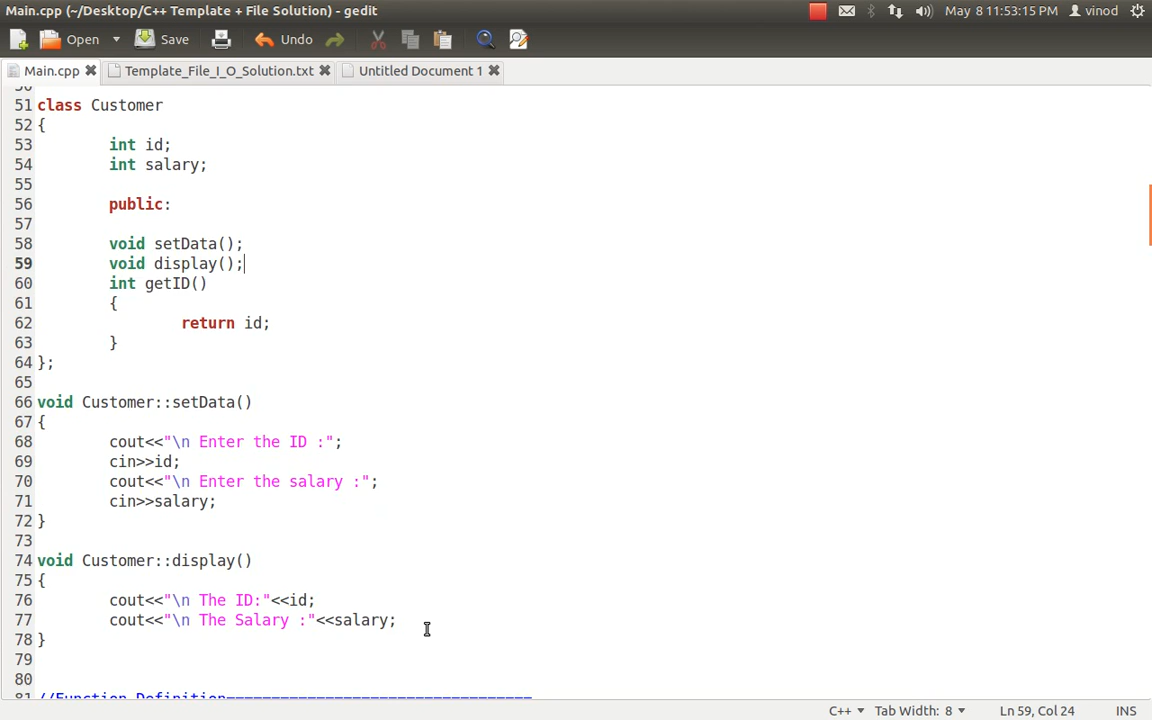 Main.cpp (~/Desktop/C++ Template + File Solution) - gedit
May 8 11:53:15 PM vinod
Open Save Undo
Main.cpp Template_File_I_O_Solution.txt Untitled Document 1
50
51 class Customer
52 {
53 int id;
54 int salary;
55
56 public:
57
58 void setData();
59 void display();
60 int getID()
61 {
62 return id;
63 }
64 };
65
66 void Customer::setData()
67 {
68 cout<<"\n Enter the ID :";
69 cin>>id;
70 cout<<"\n Enter the salary :";
71 cin>>salary;
72 }
73
74 void Customer::display()
75 {
76 cout<<"\n The ID:"<<id;
77 cout<<"\n The Salary :"<<salary;
78 }
79
80
81 //Function Definition==================================
C++ Tab Width: 8 Ln 59, Col 24 INS